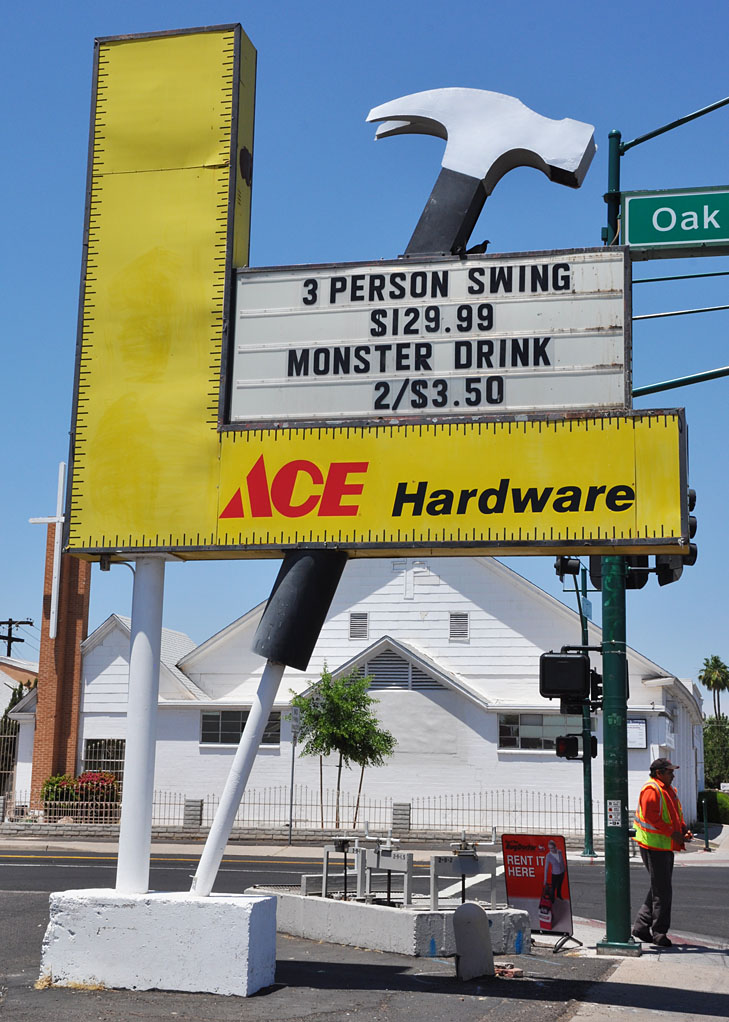 Oak
3 PERSON SWING
$129.99
MONSTER DRINK
2/$3.50
ACE Hardware
RENT IT
HERE